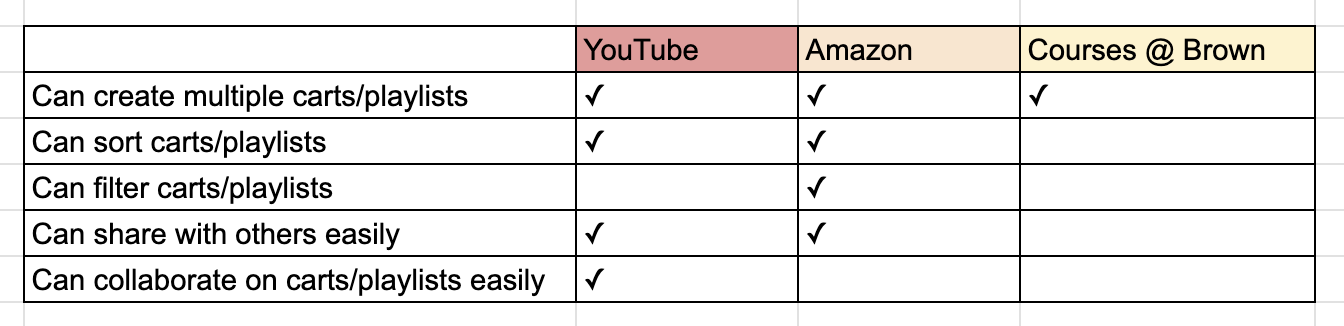 YouTube Amazon Courses @ Brown
Can create multiple carts/playlists ✓ ✓ ✓
Can sort carts/playlists ✓ ✓
Can filter carts/playlists ✓
Can share with others easily ✓ ✓
Can collaborate on carts/playlists easily ✓